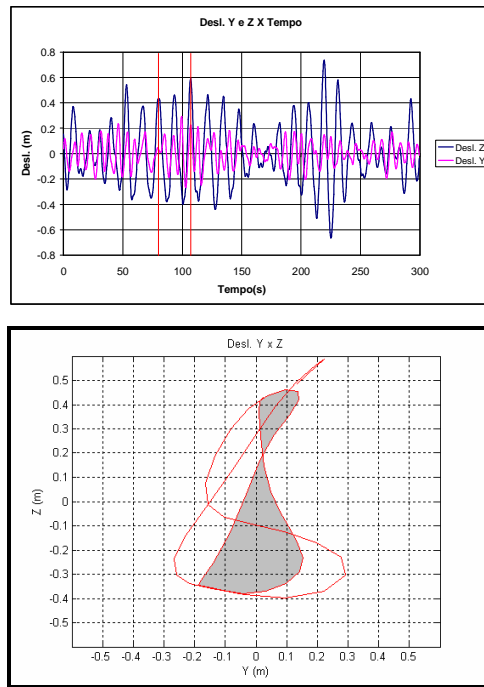 Desl. Y e Z X Tempo
Desl. (m)
0.8
0.6
0.4
0.2
0
-0.2
-0.4
-0.6
-0.8
0 50 100 150 200 250 300
Tempo(s)
Desl. Z
Desl. Y
Desl. Y x Z
Z (m)
0.5
0.4
0.3
0.2
0.1
0
-0.1
-0.2
-0.3
-0.4
-0.5
-0.5 -0.4 -0.3 -0.2 -0.1 0 0.1 0.2 0.3 0.4 0.5
Y (m)